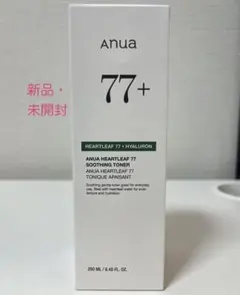 Anua
77+
新品・
未開封
HEARTLEAF 77 + HYALURON
ANUA HEARTLEAF 77
SOOTHING TONER
ANUA HEARTLEAF 77
TONIQUE APAISANT
250 ML / 8.45 FL. OZ.